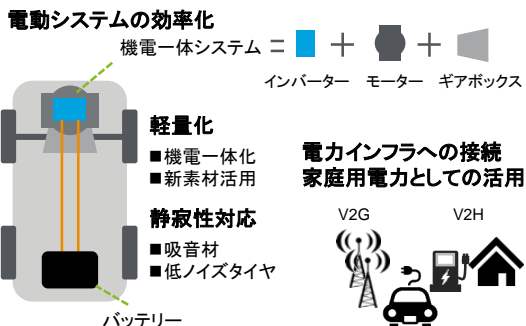 電動システムの効率化
機電一体システム = + +
インバーター モーター ギアボックス
軽量化
■機電一体化
■新素材活用
静寂性対応
■吸音材
■低ノイズタイヤ
バッテリー
電力インフラへの接続
家庭用電力としての活用
V2G V2H